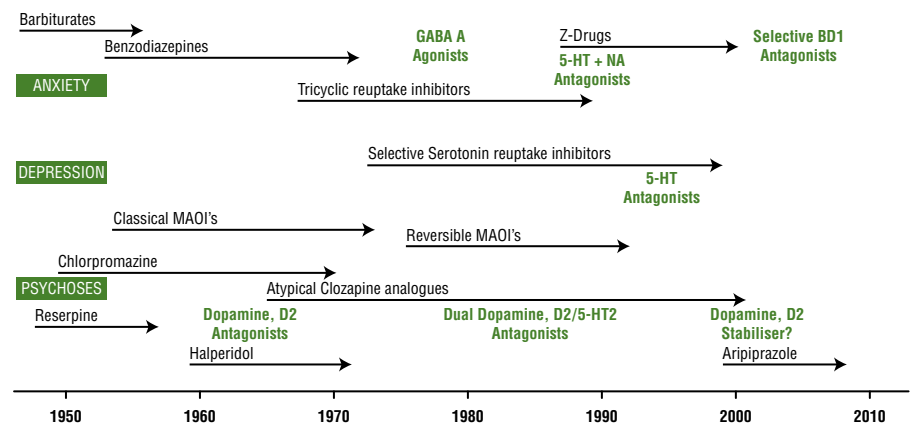 Barbiturates
Benzodiazepines
GABA A
Agonists
Z-Drugs
5-HT + NA
Antagonists
Selective BD1
Antagonists
ANXIETY
Tricyclic reuptake inhibitors
Selective Serotonin reuptake inhibitors
DEPRESSION
5-HT
Antagonists
Classical MAOI's
Reversible MAOI's
Chlorpromazine
PSYCHOSES
Atypical Clozapine analogues
Reserpine
Dopamine, D2
Antagonists
Dual Dopamine, D2/5-HT2
Antagonists
Dopamine, D2
Stabiliser?
Halperidol
Aripiprazole
1950 1960 1970 1980 1990 2000 2010